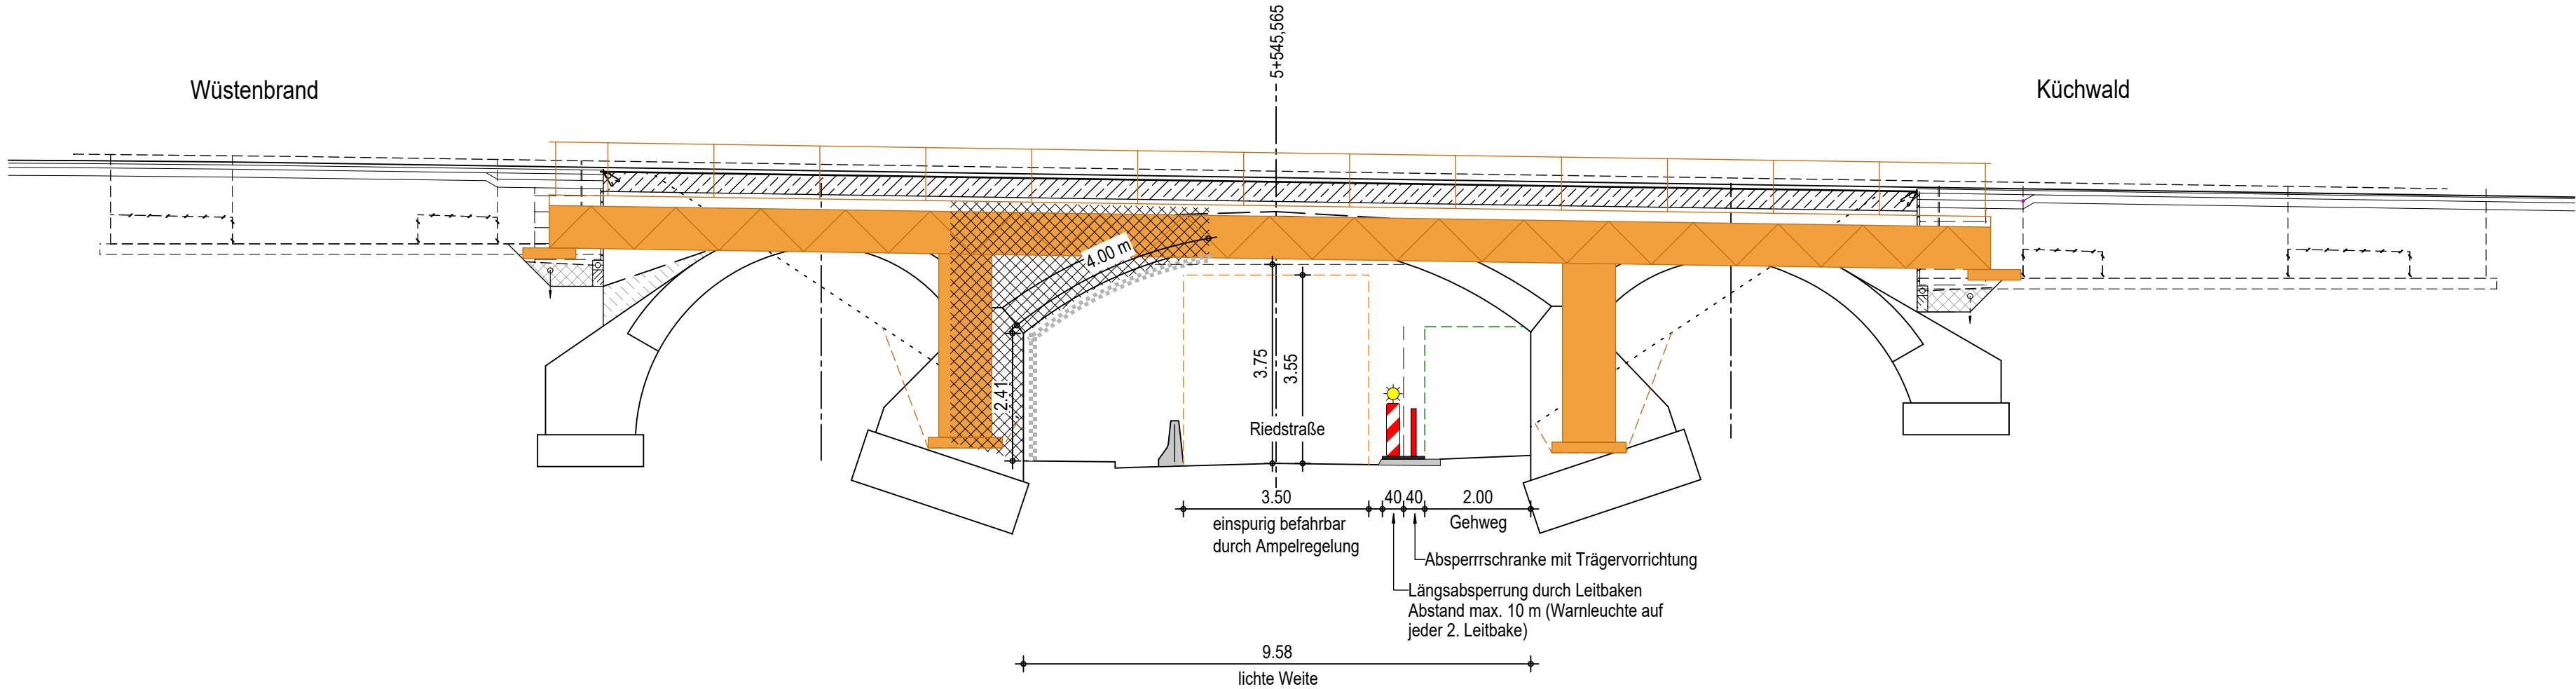 5+545,565
Wüstenbrand
Küchwald
4.00 m
2.41
3.75
3.55
Riedstraße
3.50
40
40
2.00
einspurig befahrbar
durch Ampelregelung
Gehweg
Absperrrschranke mit Trägervorrichtung
Längsabsperrung durch Leitbaken
Abstand max. 10 m (Warnleuchte auf
jeder 2. Leitbake)
9.58
lichte Weite